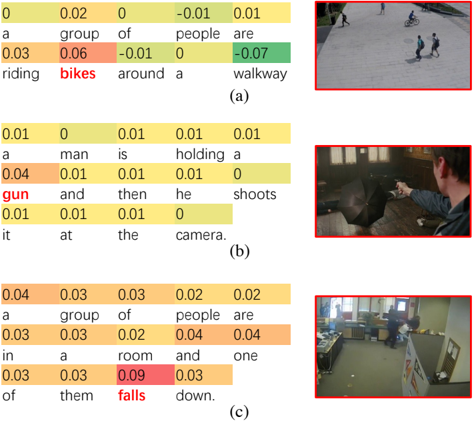 0 0.02 0 -0.01 0.01
a group of people are
0.03 0.06 -0.01 0 -0.07
riding bikes around a walkway
(a)
0.01 0 0.01 0.01 0.01
a man is holding a
0.04 0.01 0.01 0.01 0
gun and then he shoots
0.01 0.01 0.01 0
it at the camera.
(b)
0.04 0.03 0.03 0.02 0.02
a group of people are
0.03 0.03 0.02 0.04 0.04
in a room and one
0.03 0.03 0.09 0.03
of them falls down.
(c)